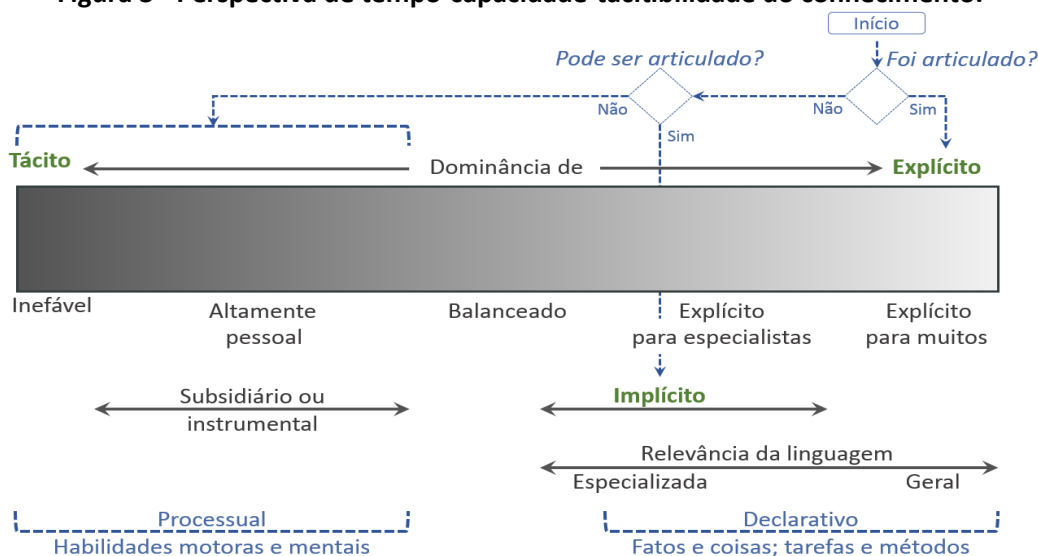 Figura 3 - Perspectiva de tempo-capacidade-tacitibilidade do conhecimento.
Início
Pode ser articulado?
Foi articulado?
Não
Sim
Não
Sim
Tácito
Dominância de
Explícito
Inefável
Altamente
pessoal
Balanceado
Explícito
para especialistas
Explícito
para muitos
Subsidiário ou
instrumental
Implícito
Relevância da linguagem
Especializada
Geral
Processual
Habilidades motoras e mentais
Declarativo
Fatos e coisas; tarefas e métodos